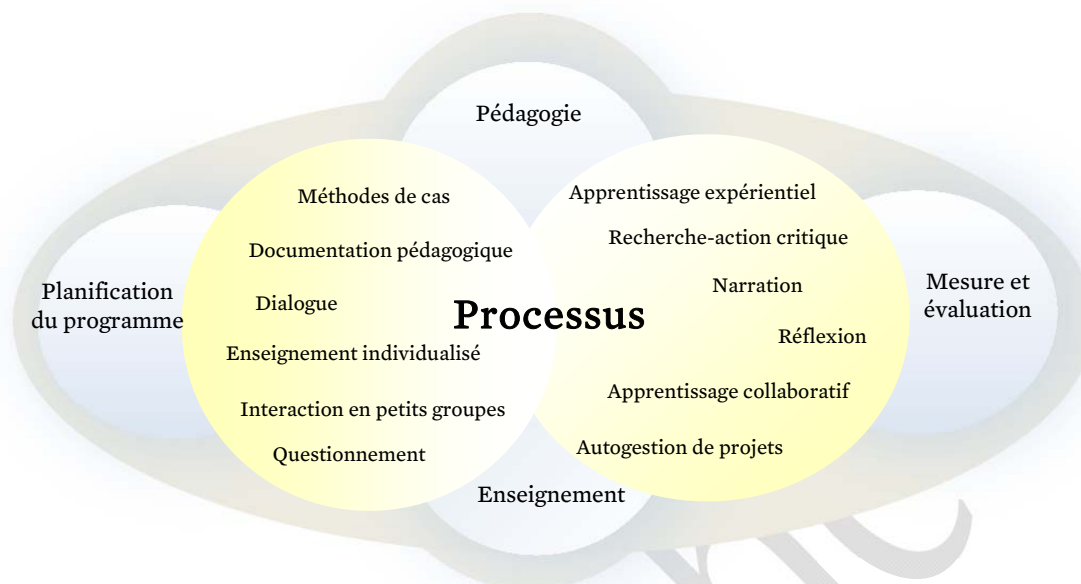 Pédagogie
Méthodes de cas
Documentation pédagogique
Dialogue
Enseignement individualisé
Interaction en petits groupes
Questionnement
Apprentissage expérientiel
Recherche-action critique
Narration
Réflexion
Apprentissage collaboratif
Autogestion de projets
Processus
Planification
du programme
Mesure et
évaluation
Enseignement